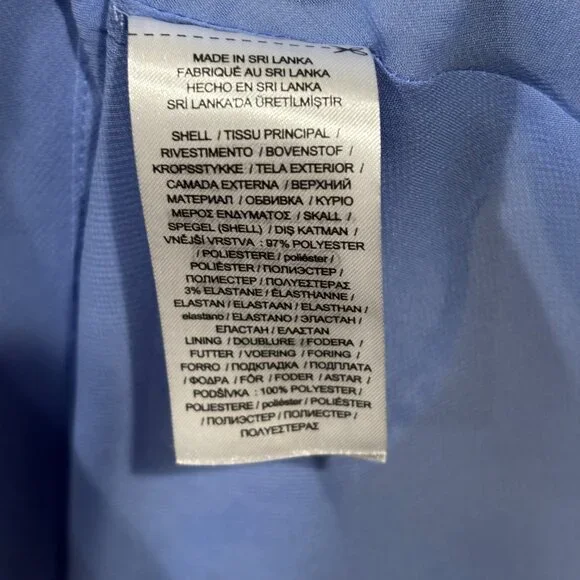 MADE IN SRI LANKA
FABRIQUÉ AU SRI LANKA
HECHO EN SRI LANKA
SRİ LANKA'DA ÜRETİLMİŞTİR
SHELL / TISSU PRINCIPAL /
RIVESTIMENTO / BOVENSTOF /
KROPSSTYKKE / TELA EXTERIOR /
CAMADA EXTERNA / ВЕРХНИЙ
МАТЕРИАЛ / ОБВИВКА / ΚΥΡΙΟ
ΜΕΡΟΣ ΕΝΔΥΜΑΤΟΣ / SKALL /
SPEGEL (SHELL) / DIŞ KATMAN /
VNĚJŠÍ VRSTVA : 97% POLYESTER
/ POLIESTERE / poliéster /
POLIÈSTER / ПОЛИЭСТЕР /
ПОЛИЕСТЕР / ΠΟΛΥΕΣΤΕΡΑΣ
3% ELASTANE / ÉLASTHANNE /
ELASTAN / ELASTAAN / ELASTHAN /
elastano / ELASTANO / ЭЛАСТАН /
ЕЛАСТАН / ΕΛΑΣΤΑΝ
LINING / DOUBLURE / FODERA /
FUTTER / VOERING / FORING /
FORRO / ПОДКЛАДКА / ПОДПЛАТА
/ ΦΟΔΡΑ / FÓR / FODER / ASTAR /
PODŠÍVKA : 100% POLYESTER /
POLIESTERE / poliéster / POLIÈSTER
/ ПОЛИЭСТЕР / ПОЛИЕСТЕР /
ΠΟΛΥΕΣΤΕΡΑΣ